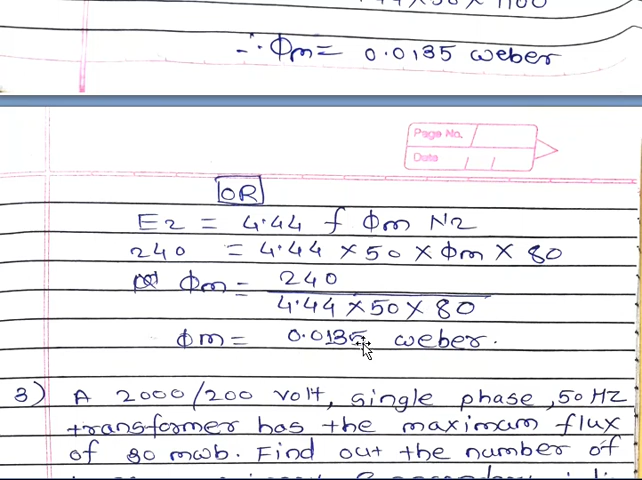 ∴ Φm = 0.0135 weber
Page No.
Date / /
OR
E2 = 4.44 f Φm N2
240 = 4.44 × 50 × Φm × 80
Φm = 240
4.44 × 50 × 80
Φm = 0.0135 weber.
3) A 2000/200 volt, single phase, 50 HZ
transformer has the maximum flux
of 30 mwb. Find out the number of